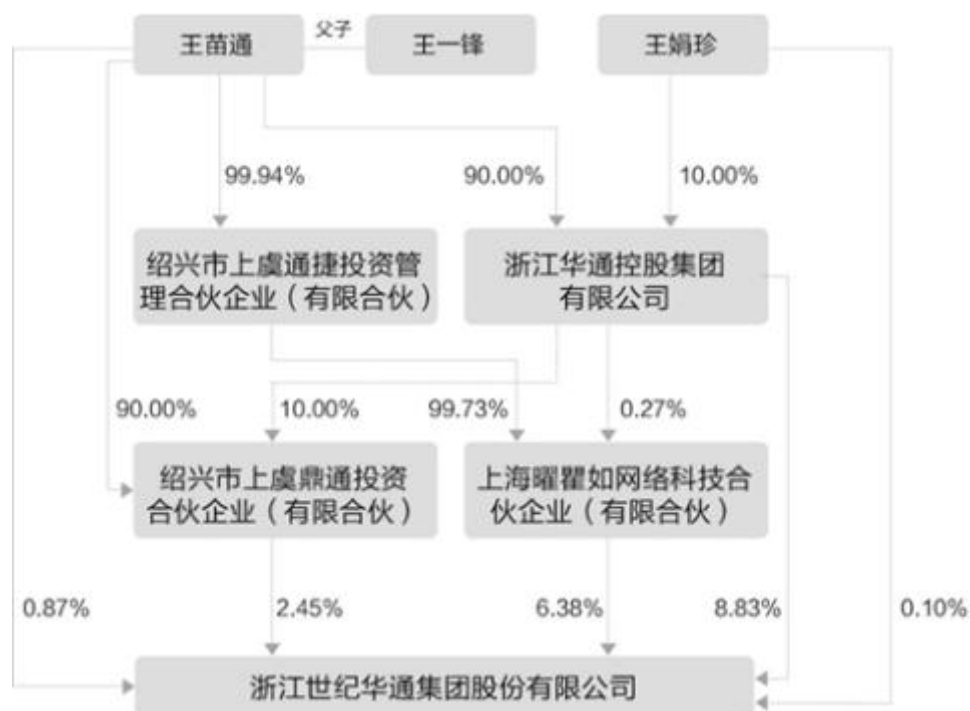 王苗通
父子
王一锋
王娟珍
99.94%
90.00%
10.00%
绍兴市上虞通捷投资管
理合伙企业（有限合伙）
浙江华通控股集团
有限公司
90.00%
10.00%
99.73%
0.27%
绍兴市上虞鼎通投资
合伙企业（有限合伙）
上海曜瞿如网络科技合
伙企业（有限合伙）
0.87%
2.45%
6.38%
8.83%
0.10%
浙江世纪华通集团股份有限公司